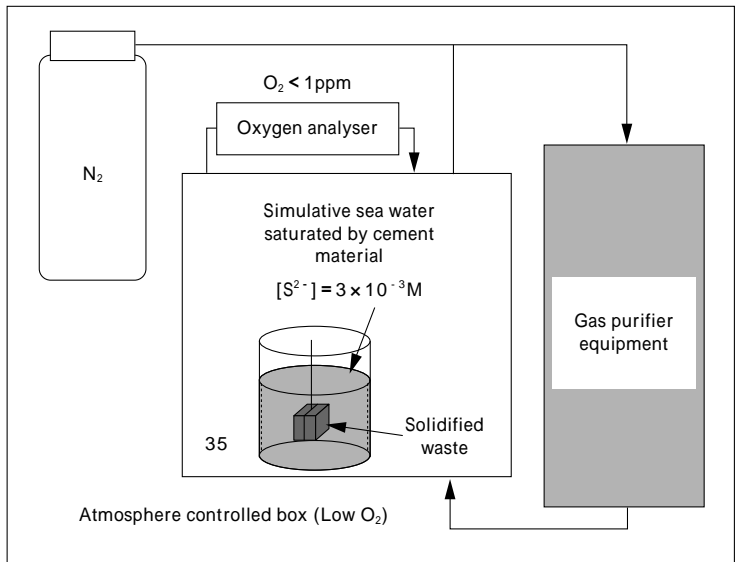 N₂
O₂ < 1ppm
Oxygen analyser
Simulative sea water
saturated by cement
material
[S²⁻] = 3 × 10⁻³M
Gas purifier
equipment
Solidified
waste
35
Atmosphere controlled box (Low O₂)